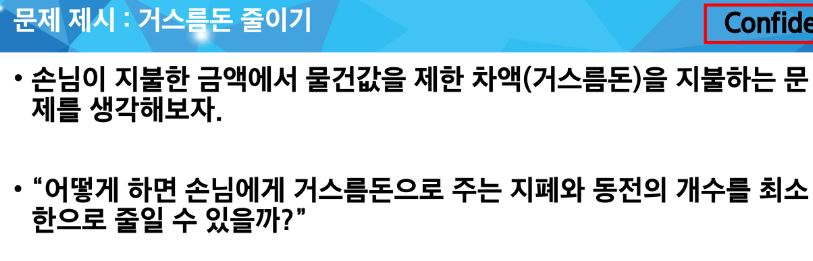 문제 제시 : 거스름돈 줄이기
Confide
• 손님이 지불한 금액에서 물건값을 제한 차액(거스름돈)을 지불하는 문
제를 생각해보자.
• “어떻게 하면 손님에게 거스름돈으로 주는 지폐와 동전의 개수를 최소
한으로 줄일 수 있을까?”